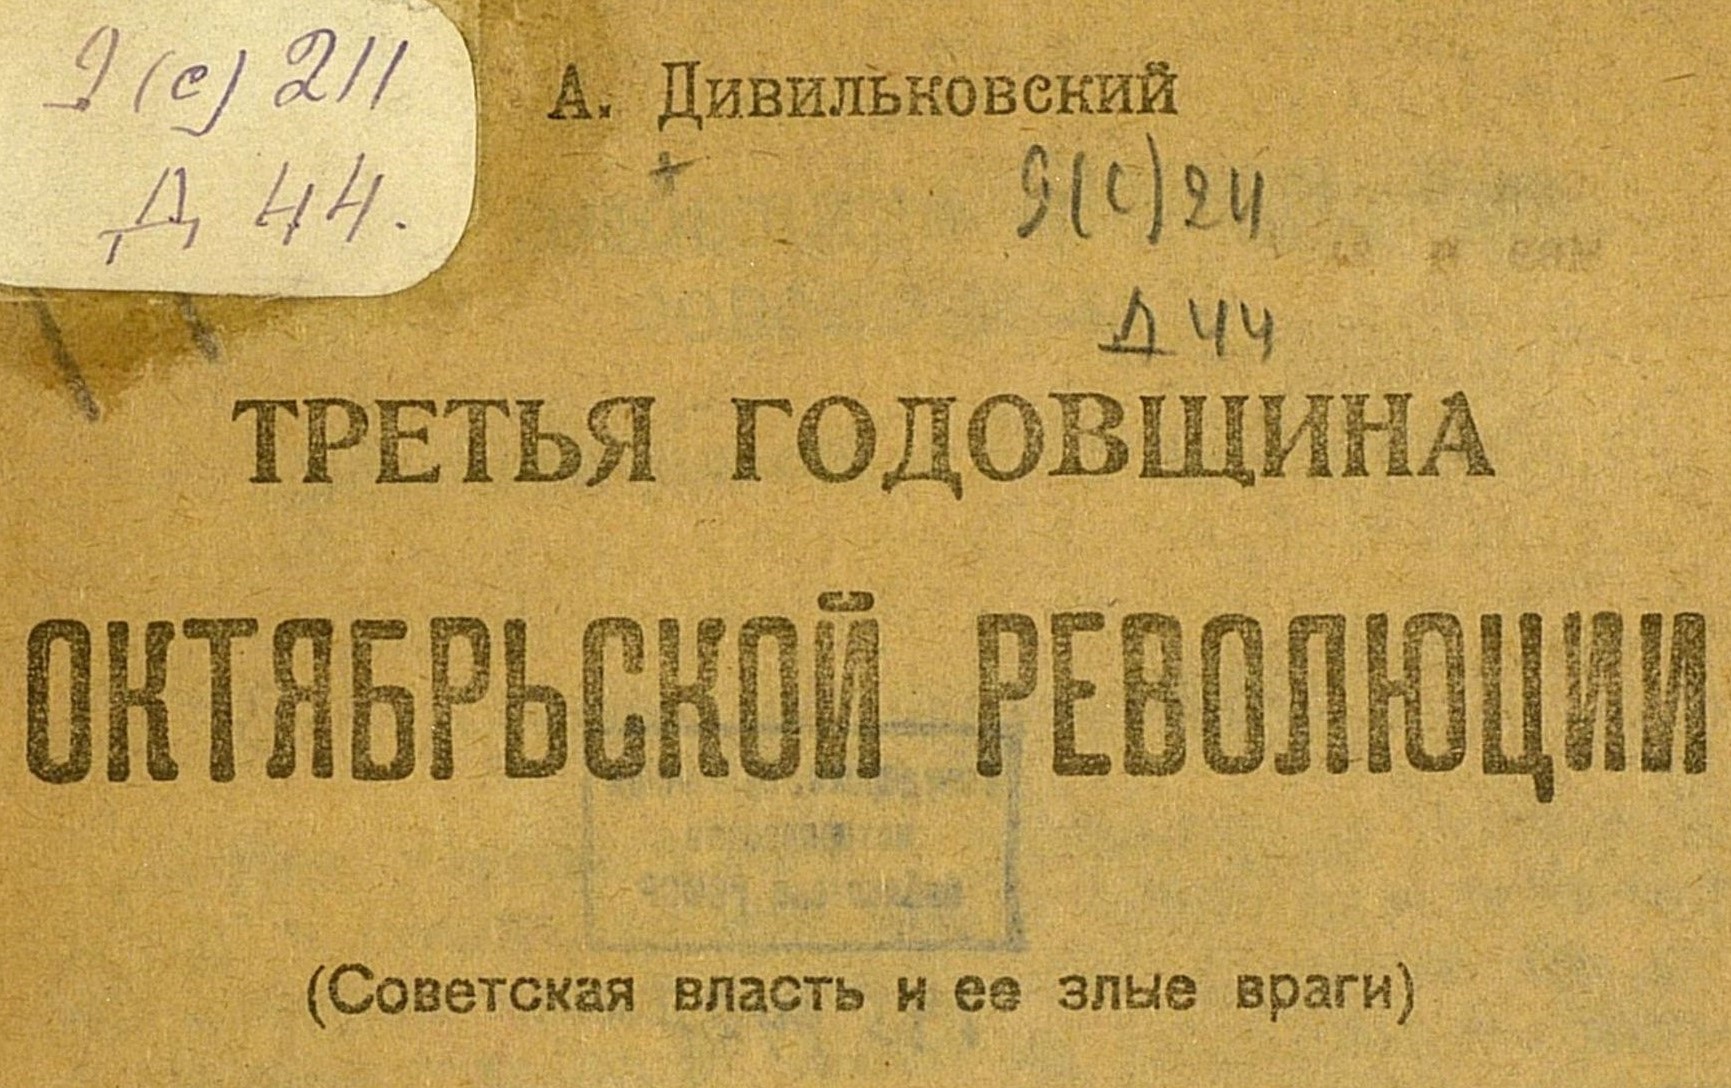 9(с)211
Д 44.
А. Дивильковский
9(С)24
Д44
ТРЕТЬЯ ГОДОВЩИНА
ОКТЯБРЬСКОЙ РЕВОЛЮЦИИ
(Советская власть и ее злые враги)